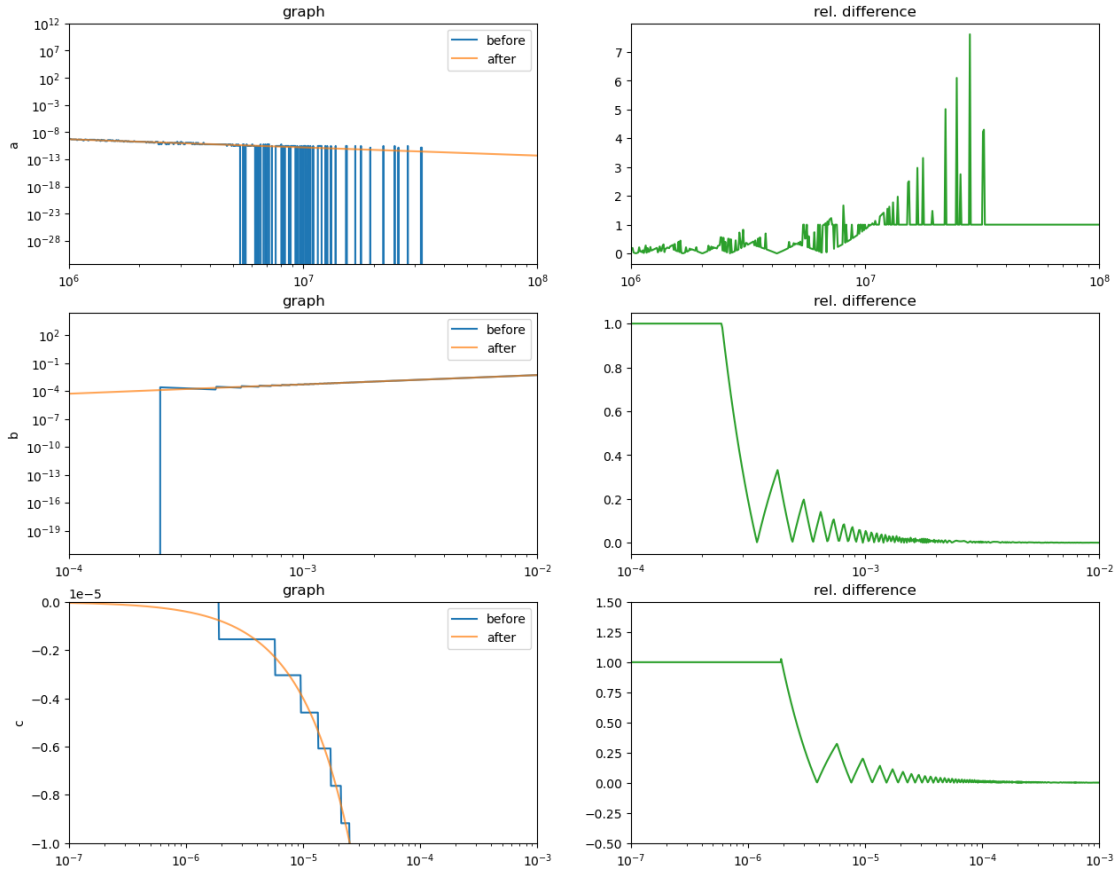 graph
10^12
10^7
10^2
10^-3
10^-8
10^-13
10^-18
10^-23
10^-28
a
before
after
10^6 10^7 10^8
rel. difference
7
6
5
4
3
2
1
0
10^6 10^7 10^8
graph
10^2
10^-1
10^-4
10^-7
10^-10
10^-13
10^-16
10^-19
b
before
after
10^-4 10^-3 10^-2
rel. difference
1.0
0.8
0.6
0.4
0.2
0.0
10^-4 10^-3 10^-2
graph
1e−5
0.0
−0.2
−0.4
−0.6
−0.8
−1.0
c
before
after
10^-7 10^-6 10^-5 10^-4 10^-3
rel. difference
1.50
1.25
1.00
0.75
0.50
0.25
0.00
−0.25
−0.50
10^-7 10^-6 10^-5 10^-4 10^-3